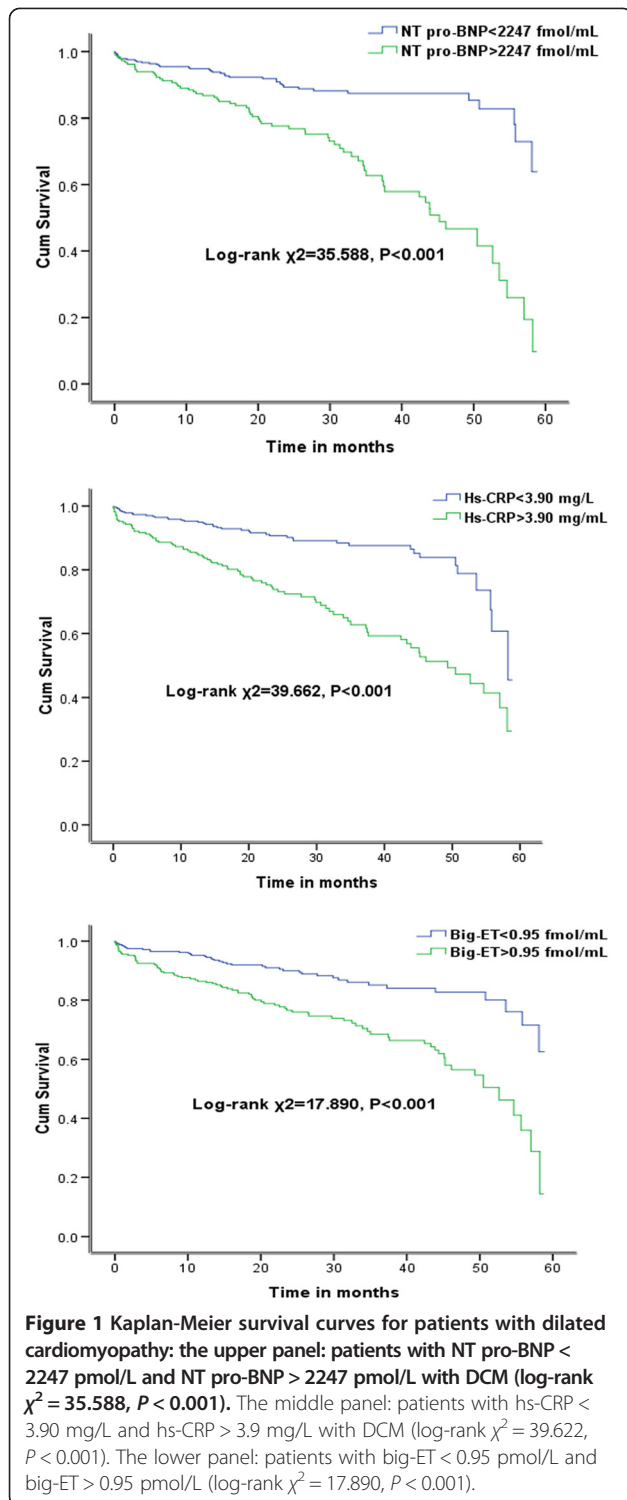 NT pro-BNP<2247 fmol/mL
NT pro-BNP>2247 fmol/mL
1.0
0.8
0.6
0.4
0.2
0.0
Cum Survival
Log-rank χ2=35.588, P<0.001
0 10 20 30 40 50 60
Time in months
Hs-CRP<3.90 mg/L
Hs-CRP>3.90 mg/mL
1.0
0.8
0.6
0.4
0.2
0.0
Cum Survival
Log-rank χ2=39.662, P<0.001
0 10 20 30 40 50 60
Time in months
Big-ET<0.95 fmol/mL
Big-ET>0.95 fmol/mL
1.0
0.8
0.6
0.4
0.2
0.0
Cum Survival
Log-rank χ2=17.890, P<0.001
0 10 20 30 40 50 60
Time in months
Figure 1 Kaplan-Meier survival curves for patients with dilated
cardiomyopathy: the upper panel: patients with NT pro-BNP <
2247 pmol/L and NT pro-BNP > 2247 pmol/L with DCM (log-rank
χ² = 35.588, P < 0.001). The middle panel: patients with hs-CRP <
3.90 mg/L and hs-CRP > 3.9 mg/L with DCM (log-rank χ² = 39.622,
P < 0.001). The lower panel: patients with big-ET < 0.95 pmol/L and
big-ET > 0.95 pmol/L (log-rank χ² = 17.890, P < 0.001).